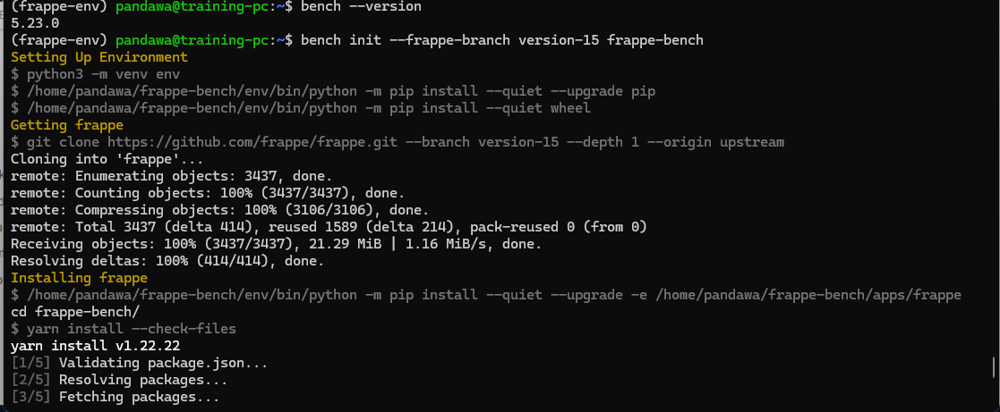 (frappe-env) pandawa@training-pc:~$ bench --version
5.23.0
(frappe-env) pandawa@training-pc:~$ bench init --frappe-branch version-15 frappe-bench
Setting Up Environment
$ python3 -m venv env
$ /home/pandawa/frappe-bench/env/bin/python -m pip install --quiet --upgrade pip
$ /home/pandawa/frappe-bench/env/bin/python -m pip install --quiet wheel
Getting frappe
$ git clone https://github.com/frappe/frappe.git --branch version-15 --depth 1 --origin upstream
Cloning into 'frappe'...
remote: Enumerating objects: 3437, done.
remote: Counting objects: 100% (3437/3437), done.
remote: Compressing objects: 100% (3106/3106), done.
remote: Total 3437 (delta 414), reused 1589 (delta 214), pack-reused 0 (from 0)
Receiving objects: 100% (3437/3437), 21.29 MiB | 1.16 MiB/s, done.
Resolving deltas: 100% (414/414), done.
Installing frappe
$ /home/pandawa/frappe-bench/env/bin/python -m pip install --quiet --upgrade -e /home/pandawa/frappe-bench/apps/frappe
cd frappe-bench/
$ yarn install --check-files
yarn install v1.22.22
[1/5] Validating package.json...
[2/5] Resolving packages...
[3/5] Fetching packages...